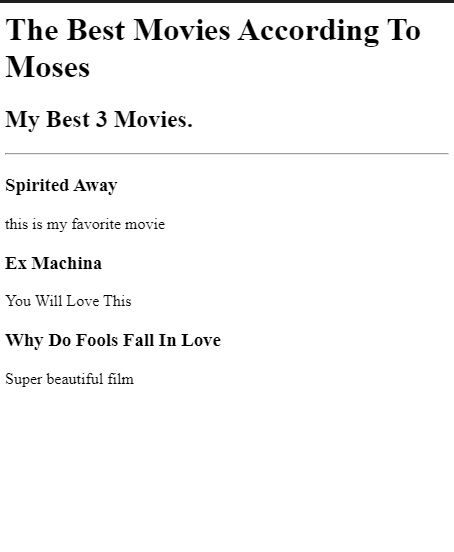 The Best Movies According To
Moses
My Best 3 Movies.
Spirited Away
this is my favorite movie
Ex Machina
You Will Love This
Why Do Fools Fall In Love
Super beautiful film